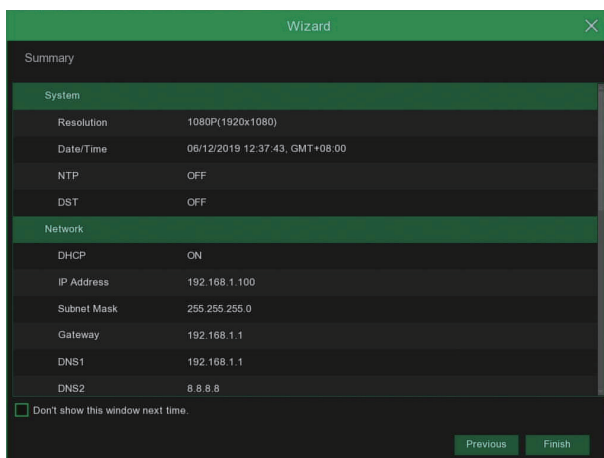 Wizard
Summary
System
Resolution 1080P(1920x1080)
Date/Time 06/12/2019 12:37:43, GMT+08:00
NTP OFF
DST OFF
Network
DHCP ON
IP Address 192.168.1.100
Subnet Mask 255.255.255.0
Gateway 192.168.1.1
DNS1 192.168.1.1
DNS2 8.8.8.8
Don't show this window next time.
Previous Finish